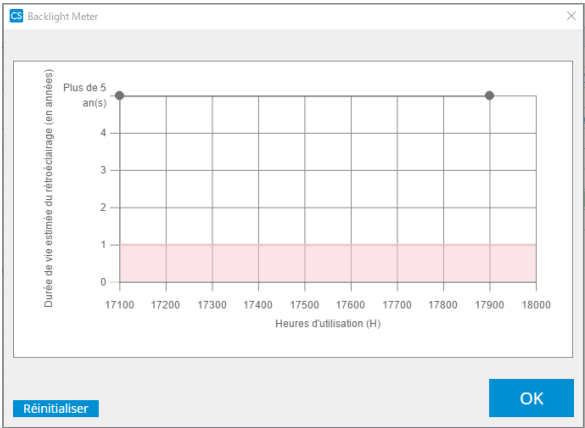 CS Backlight Meter
Durée de vie estimée du rétroéclairage (en années)
Plus de 5
an(s)
4
3
2
1
0
17100 17200 17300 17400 17500 17600 17700 17800 17900 18000
Heures d'utilisation (H)
Réinitialiser
OK